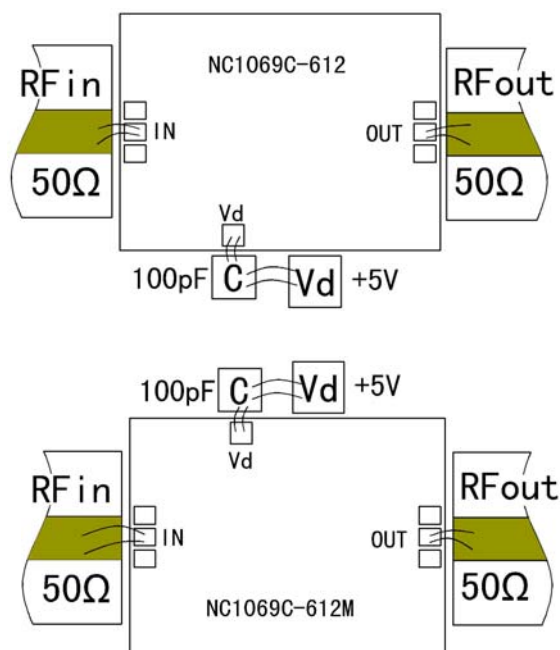 NC1069C-612
RFin
RFout
IN
OUT
50Ω
50Ω
Vd
100pF
C
Vd
+5V
100pF
C
Vd
+5V
Vd
RFin
RFout
IN
OUT
50Ω
50Ω
NC1069C-612M